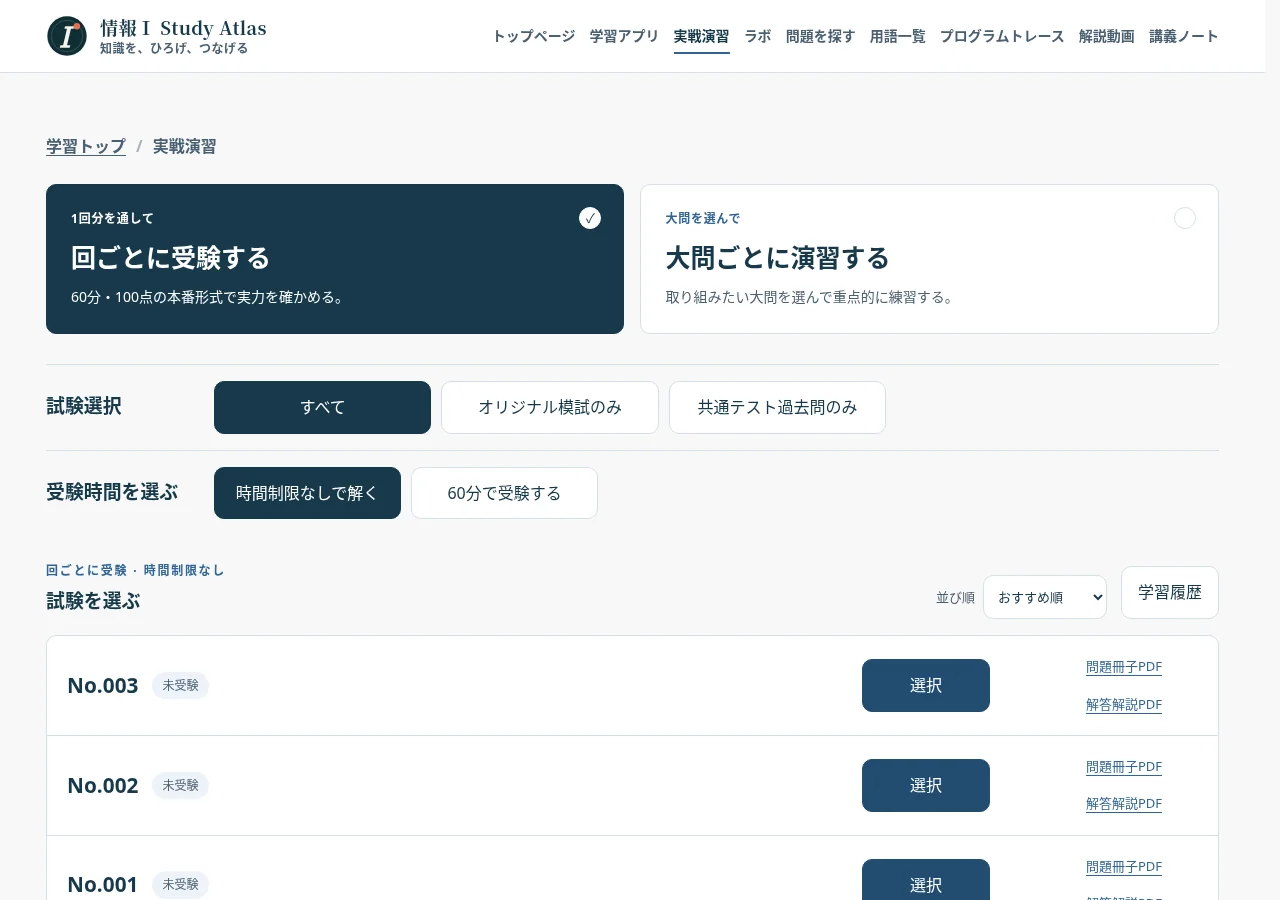 情報 I Study Atlas
知識を、ひろげ、つなげる
トップページ 学習アプリ 実戦演習 ラボ 問題を探す 用語一覧 プログラムトレース 解説動画 講義ノート
学習トップ / 実戦演習
1回分を通して
✓
回ごとに受験する
60分・100点の本番形式で実力を確かめる。
大問を選んで
大問ごとに演習する
取り組みたい大問を選んで重点的に練習する。
試験選択
すべて
オリジナル模試のみ
共通テスト過去問のみ
受験時間を選ぶ
時間制限なしで解く
60分で受験する
回ごとに受験 · 時間制限なし
試験を選ぶ
並び順
おすすめ順
学習履歴
No.003 未受験
選択
問題冊子PDF
解答解説PDF
No.002 未受験
選択
問題冊子PDF
解答解説PDF
No.001 未受験
選択
問題冊子PDF